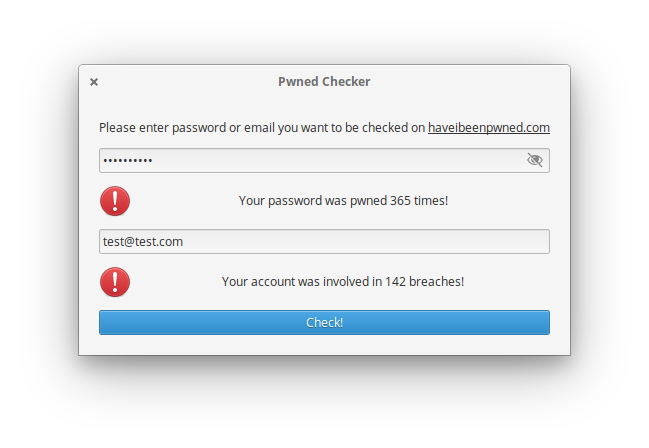 Pwned Checker
Please enter password or email you want to be checked on haveibeenpwned.com
••••••••••
Your password was pwned 365 times!
test@test.com
Your account was involved in 142 breaches!
Check!